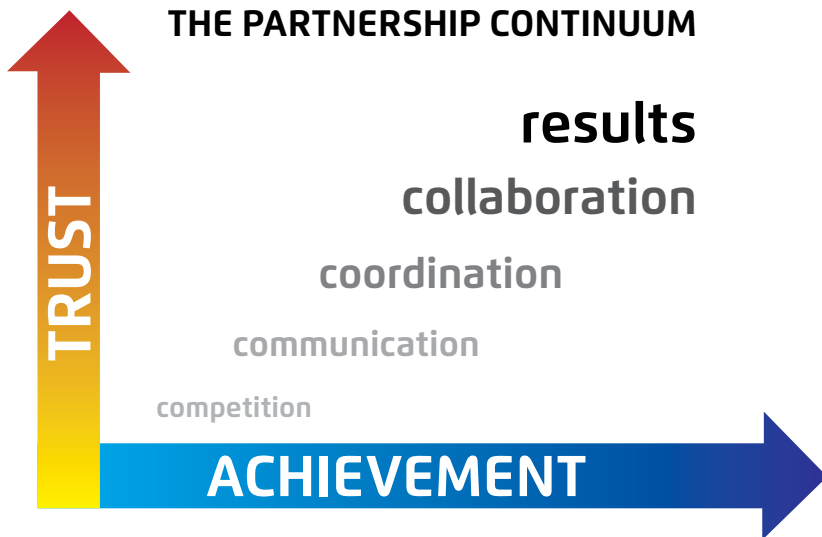 THE PARTNERSHIP CONTINUUM
results
collaboration
coordination
communication
competition
TRUST
ACHIEVEMENT